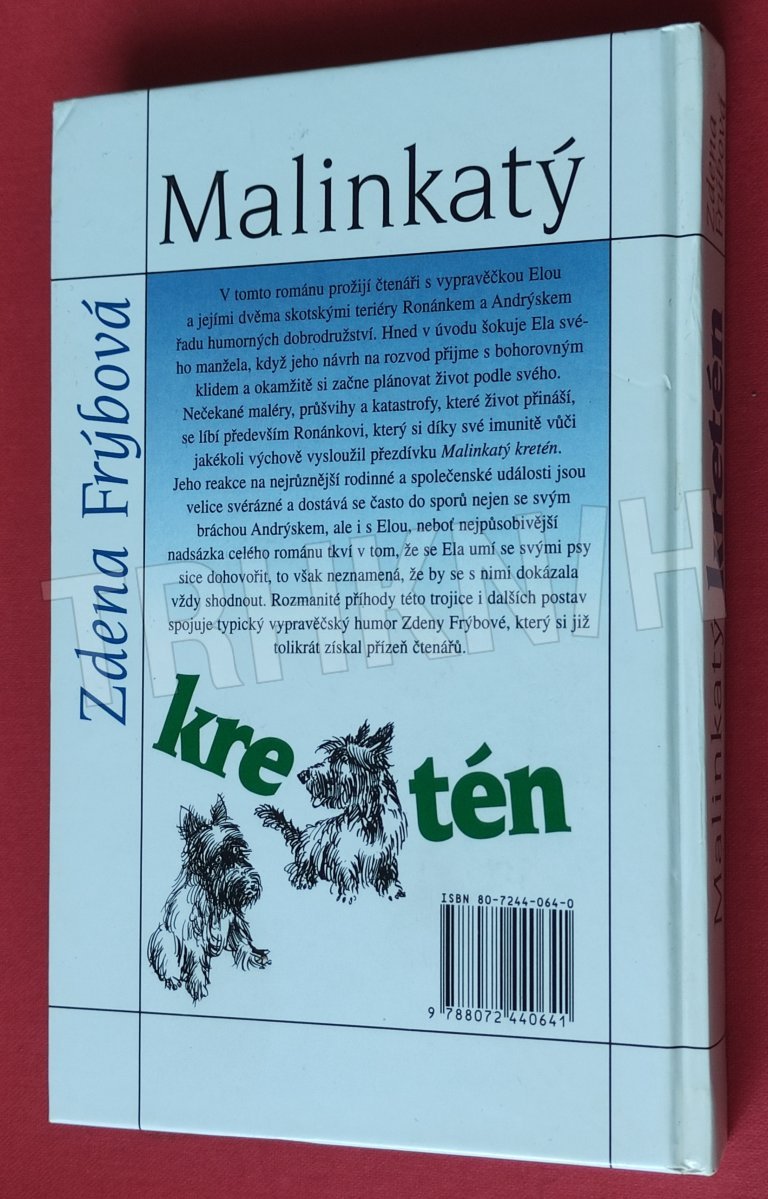 Malinkatý
Zdena Frýbová
V tomto románu prožijí čtenáři s vypravěčkou Elou
a jejími dvěma skotskými teriéry Ronánkem a Andrýskem
řadu humorných dobrodružství. Hned v úvodu šokuje Ela své-
ho manžela, když jeho návrh na rozvod přijme s bohorovným
klidem a okamžitě si začne plánovat život podle svého.
Nečekané maléry, průšvihy a katastrofy, které život přináší,
se líbí především Ronánkovi, který si díky své imunitě vůči
jakékoli výchově vysloužil přezdívku Malinkatý kretén.
Jeho reakce na nejrůznější rodinné a společenské události jsou
velice svérázné a dostává se často do sporů nejen se svým
bráchou Andrýskem, ale i s Elou, neboť nejpůsobivější
nadsázka celého románu tkví v tom, že se Ela umí se svými psy
sice dohovořit, to však neznamená, že by se s nimi dokázala
vždy shodnout. Rozmanité příhody této trojice i dalších postav
spojuje typický vypravěčský humor Zdeny Frýbové, který si již
tolikrát získal přízeň čtenářů.
kre tén
ISBN 80-7244-064-0
9 788072 440641
Zdena
Frýbová
Malinkatý kretén
TRHKNIH